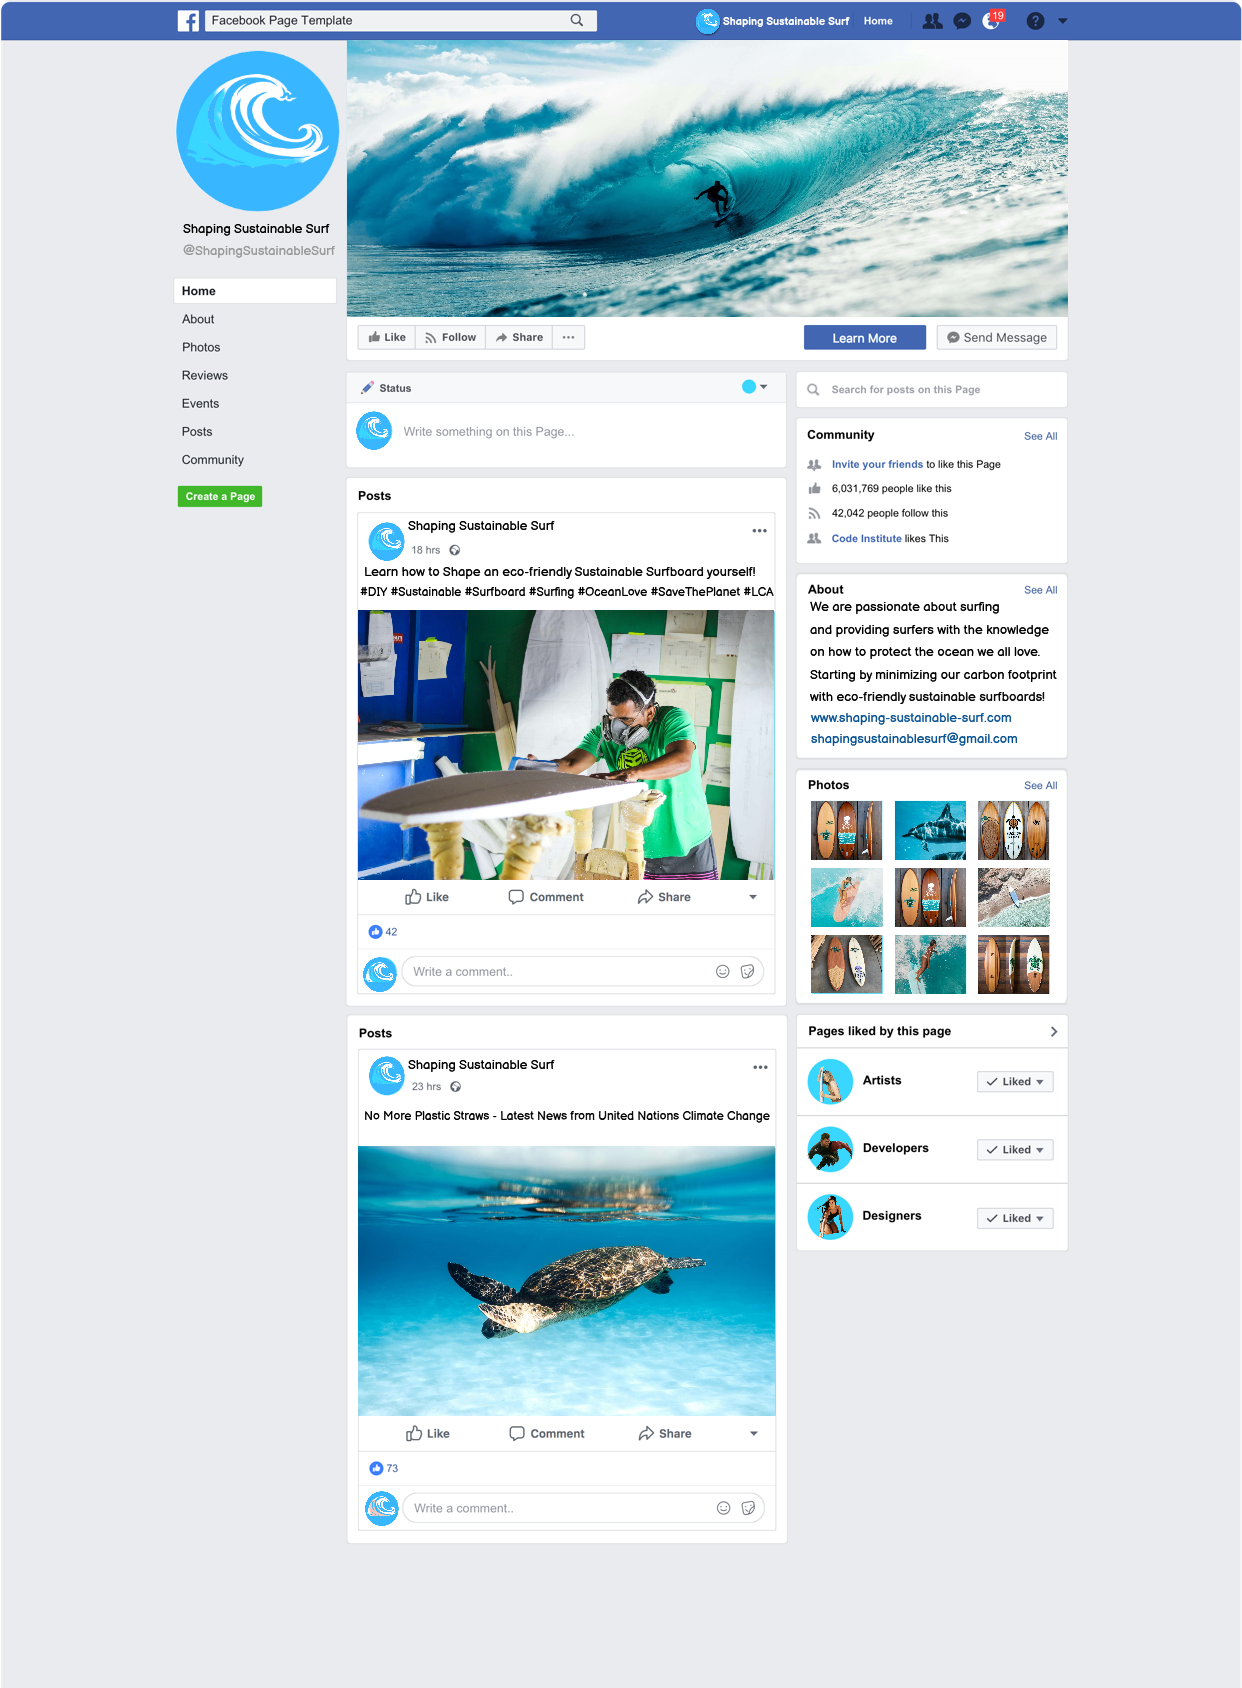 Facebook Page Template
Shaping Sustainable Surf
Home
19
Shaping Sustainable Surf
@ShapingSustainableSurf
Home
About
Photos
Reviews
Events
Posts
Community
Create a Page
Like
Follow
Share
Learn More
Send Message
Status
Write something on this Page...
Posts
Shaping Sustainable Surf
18 hrs
Learn how to Shape an eco-friendly Sustainable Surfboard yourself!
#DIY #Sustainable #Surfboard #Surfing #OceanLove #SaveThePlanet #LCA
Like
Comment
Share
42
Write a comment..
Posts
Shaping Sustainable Surf
23 hrs
No More Plastic Straws - Latest News from United Nations Climate Change
Like
Comment
Share
73
Write a comment..
Search for posts on this Page
Community
See All
Invite your friends to like this Page
6,031,769 people like this
42,042 people follow this
Code Institute likes This
About
See All
We are passionate about surfing
and providing surfers with the knowledge
on how to protect the ocean we all love.
Starting by minimizing our carbon footprint
with eco-friendly sustainable surfboards!
www.shaping-sustainable-surf.com
shapingsustainablesurf@gmail.com
Photos
See All
Pages liked by this page
Artists
Liked
Developers
Liked
Designers
Liked